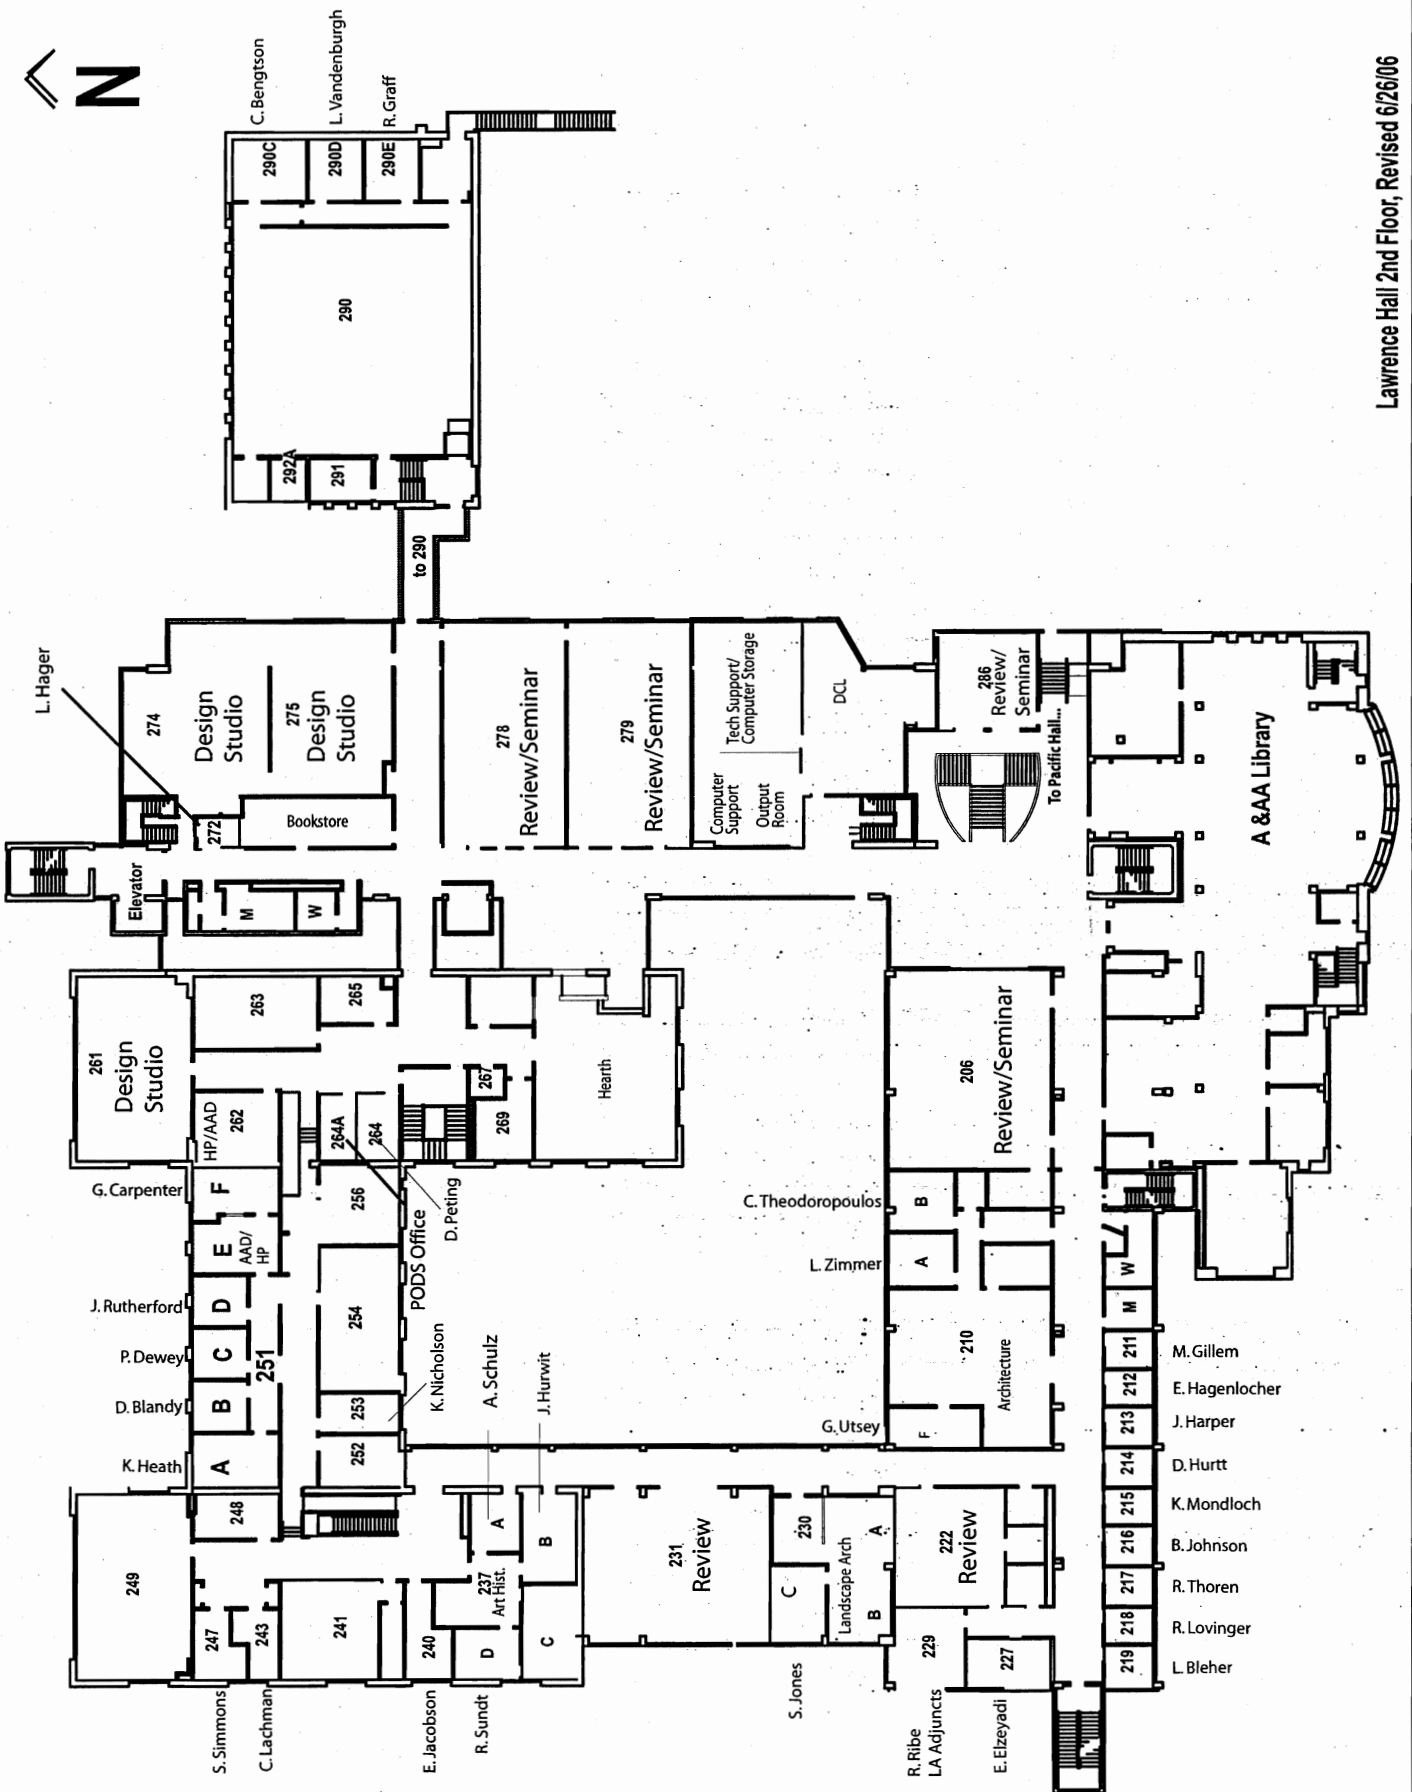 N
C. Bengtson
L. Vandenburgh
R. Graff
290C
290D
290E
290
292A
291
to 290
L. Hager
274
Design
Studio
275
Design
Studio
278
Review/Seminar
279
Review/Seminar
Tech Support/
Computer Storage
Computer
Support
Output
Room
DCL
286
Review/
Seminar
To Pacific Hall...
A &AA Library
272
Bookstore
Elevator
M
W
261
Design
Studio
263
265
HP/AAD
262
264A
264
267
269
Hearth
206
Review/Seminar
G. Carpenter
F
E
AAD/
HP
J. Rutherford
D
P. Dewey
C
D. Blandy
B
K. Heath
A
251
256
254
253
252
PODS Office
D. Peting
K. Nicholson
A. Schulz
J. Hurwit
C. Theodoropoulos
B
L. Zimmer
A
210
Architecture
G. Utsey
F
W
M
211
M. Gillem
212
E. Hagenlocher
213
J. Harper
214
D. Hurtt
215
K. Mondloch
216
B. Johnson
217
R. Thoren
218
R. Lovinger
219
L. Bleher
249
248
247
243
241
240
237
Art Hist.
A
B
C
D
231
Review
230
C
Landscape Arch
A
B
222
Review
229
227
S. Simmons
C. Lachman
E. Jacobson
R. Sundt
S. Jones
R. Ribe
LA Adjuncts
E. Elzeyadi
Lawrence Hall 2nd Floor, Revised 6/26/06